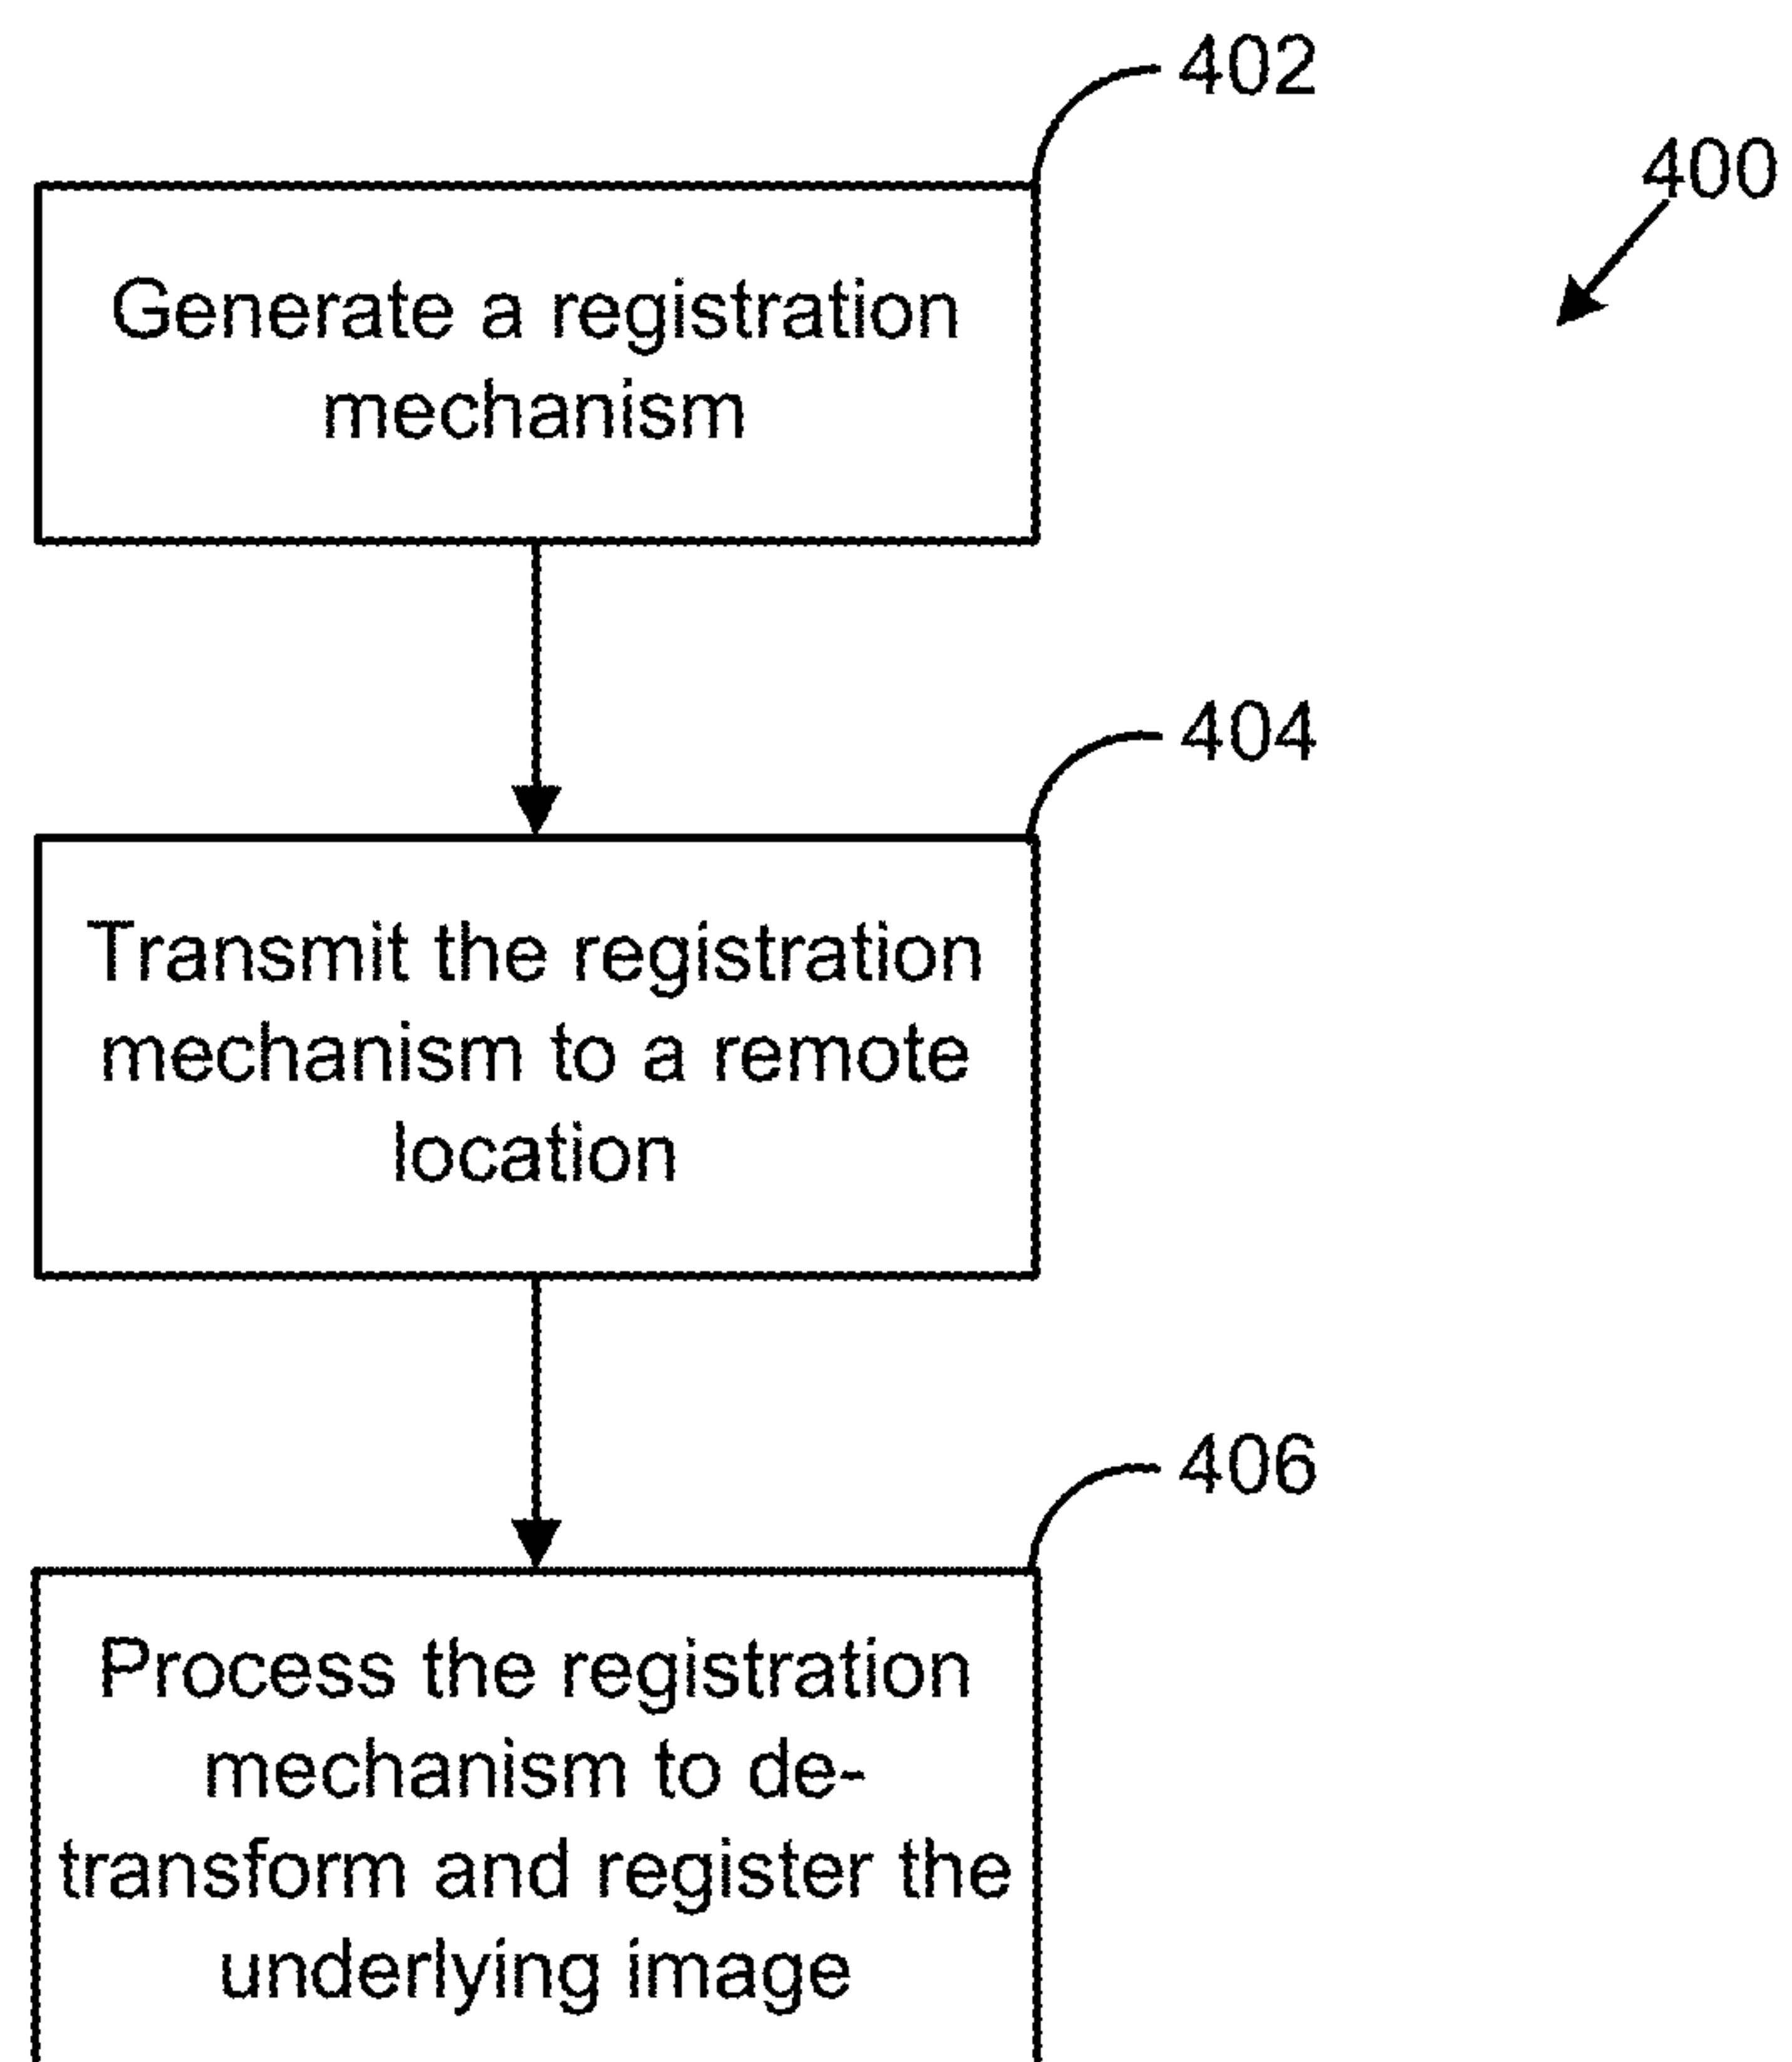 402
400
Generate a registration
mechanism
404
Transmit the registration
mechanism to a remote
location
406
Process the registration
mechanism to de-
transform and register the
underlying image